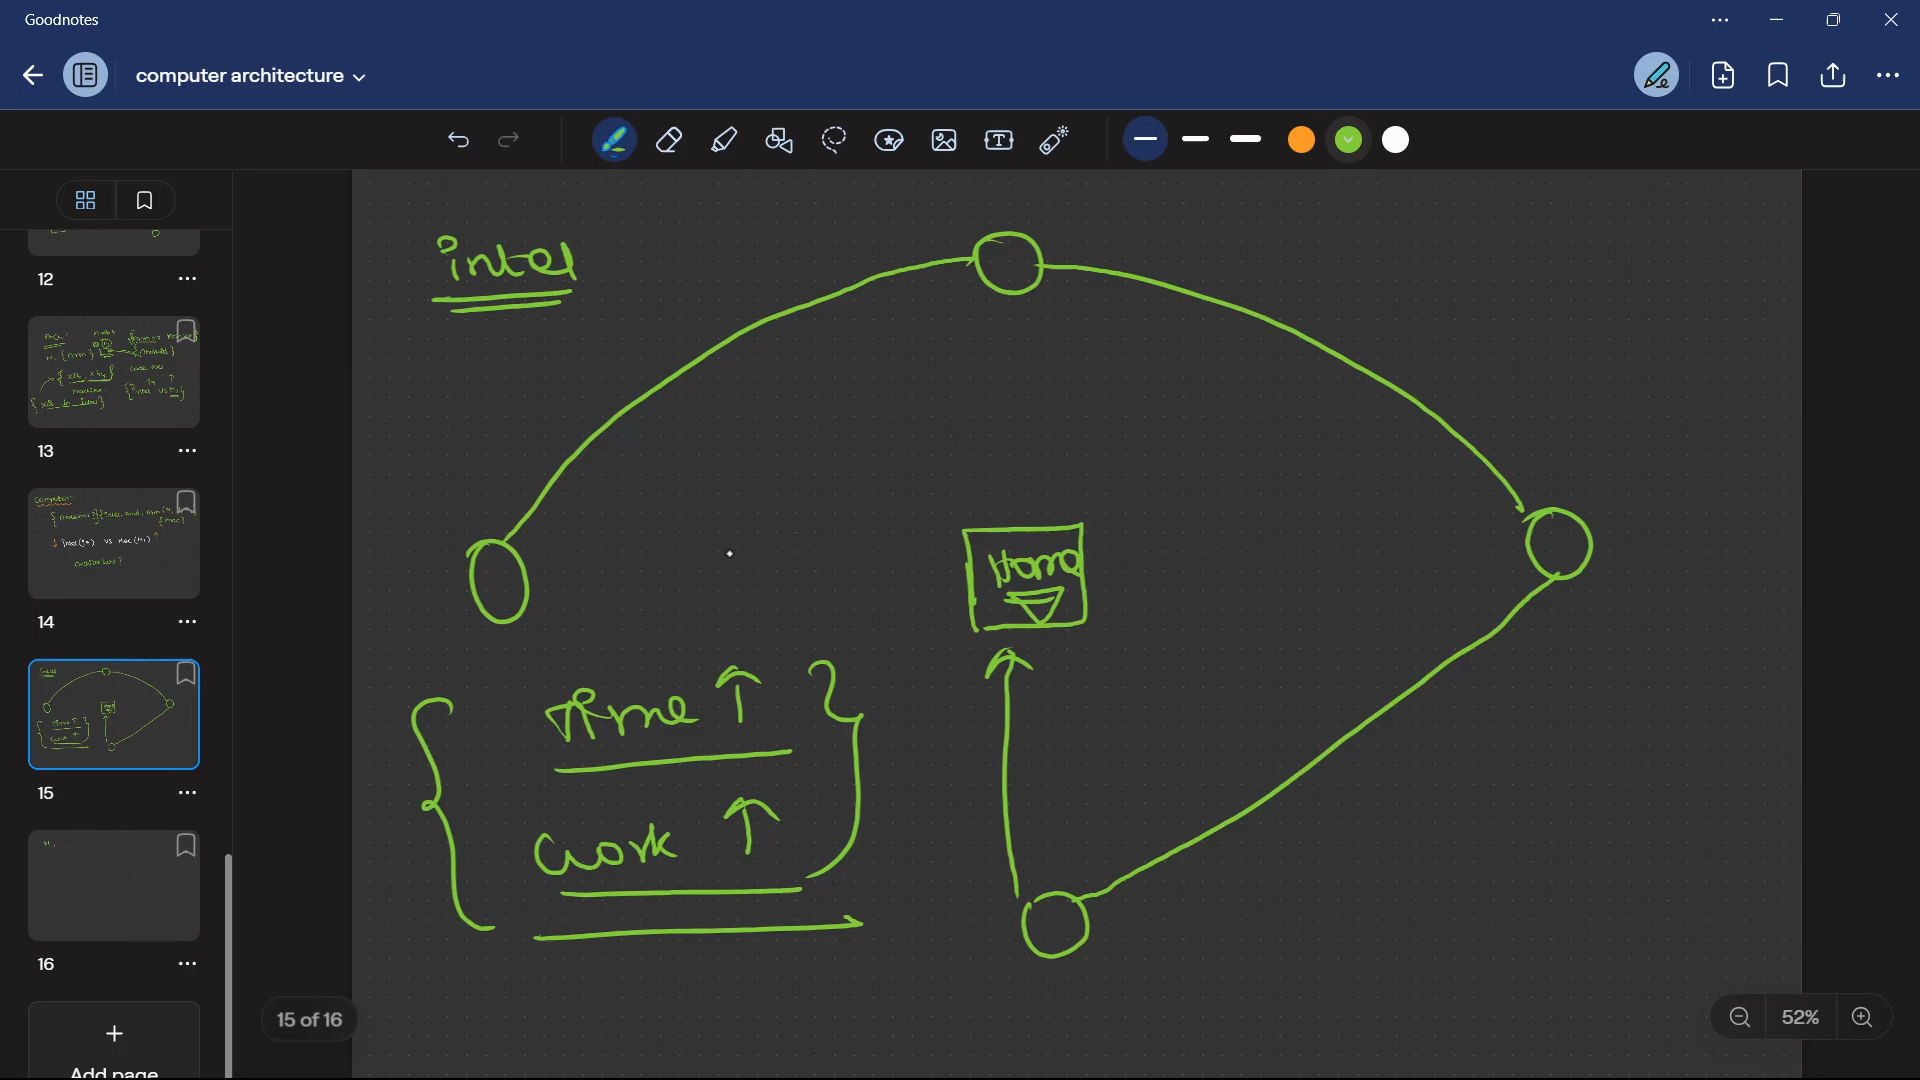 Goodnotes
computer architecture
intel
Home
Time ↑
work ↑
12
13
14
15
16
Add page
15 of 16
52%